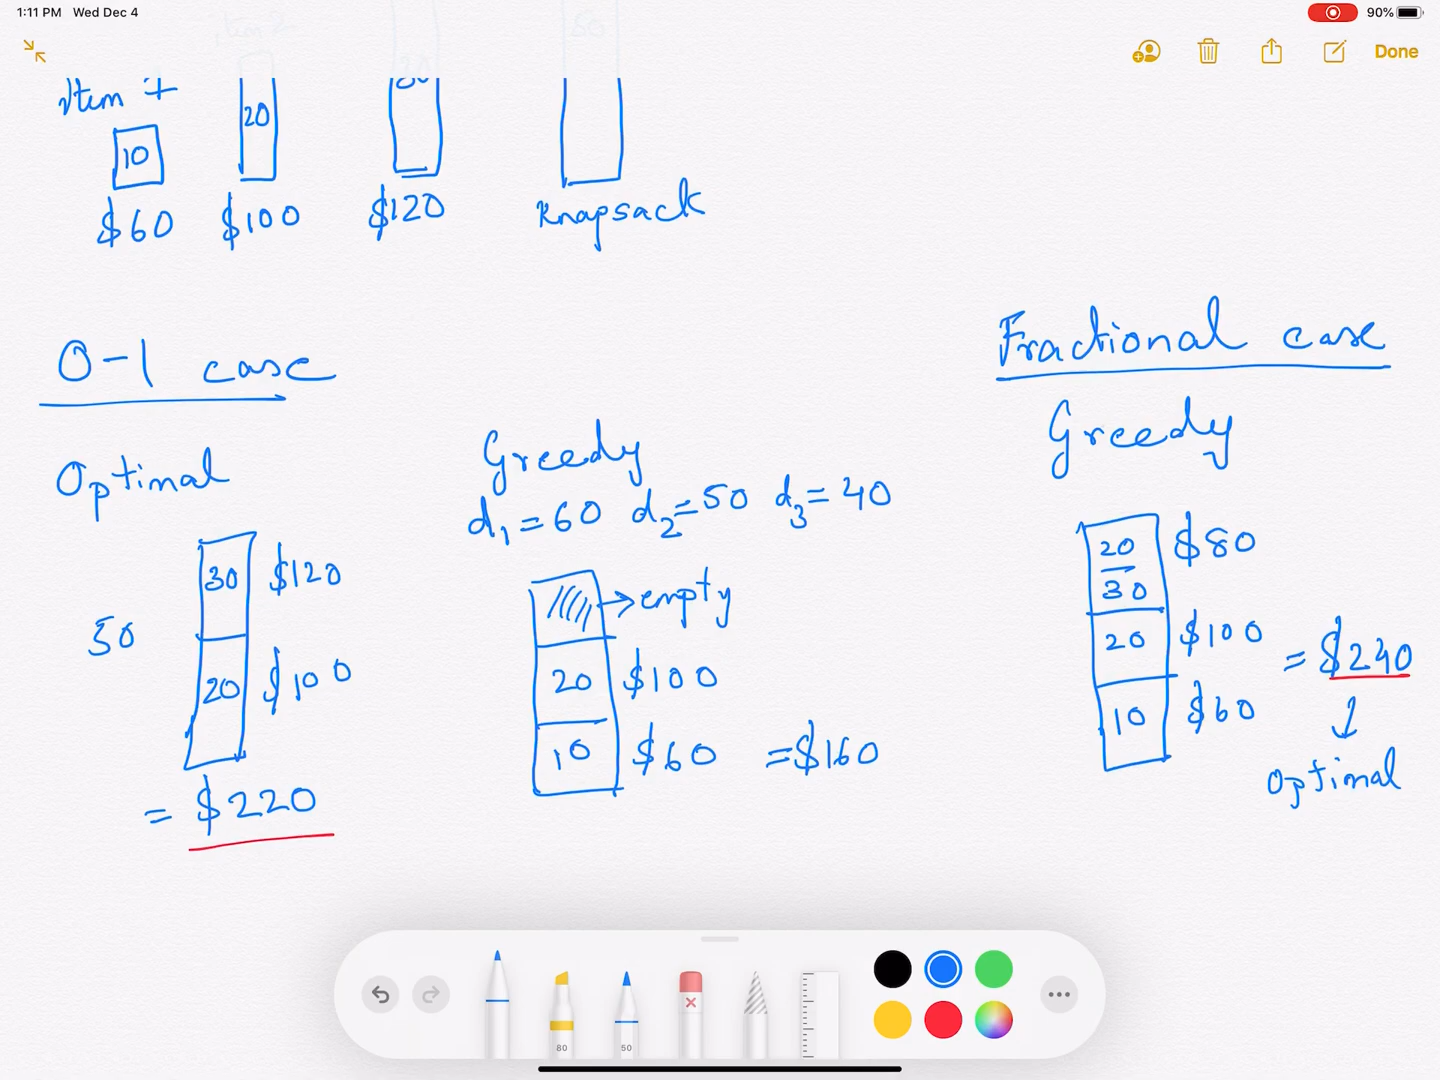 1:11 PM Wed Dec 4
90%
Done
10
20
$60
$100
$120
Knapsack
0-1 case
Fractional case
Optimal
Greedy
Greedy
d1=60 d2=50 d3=40
50
30 $120
20 $100
= $220
→empty
20 $100
10 $60 =$160
20
30
$80
20 $100
10 $60
= $240
↓
optimal
80
50